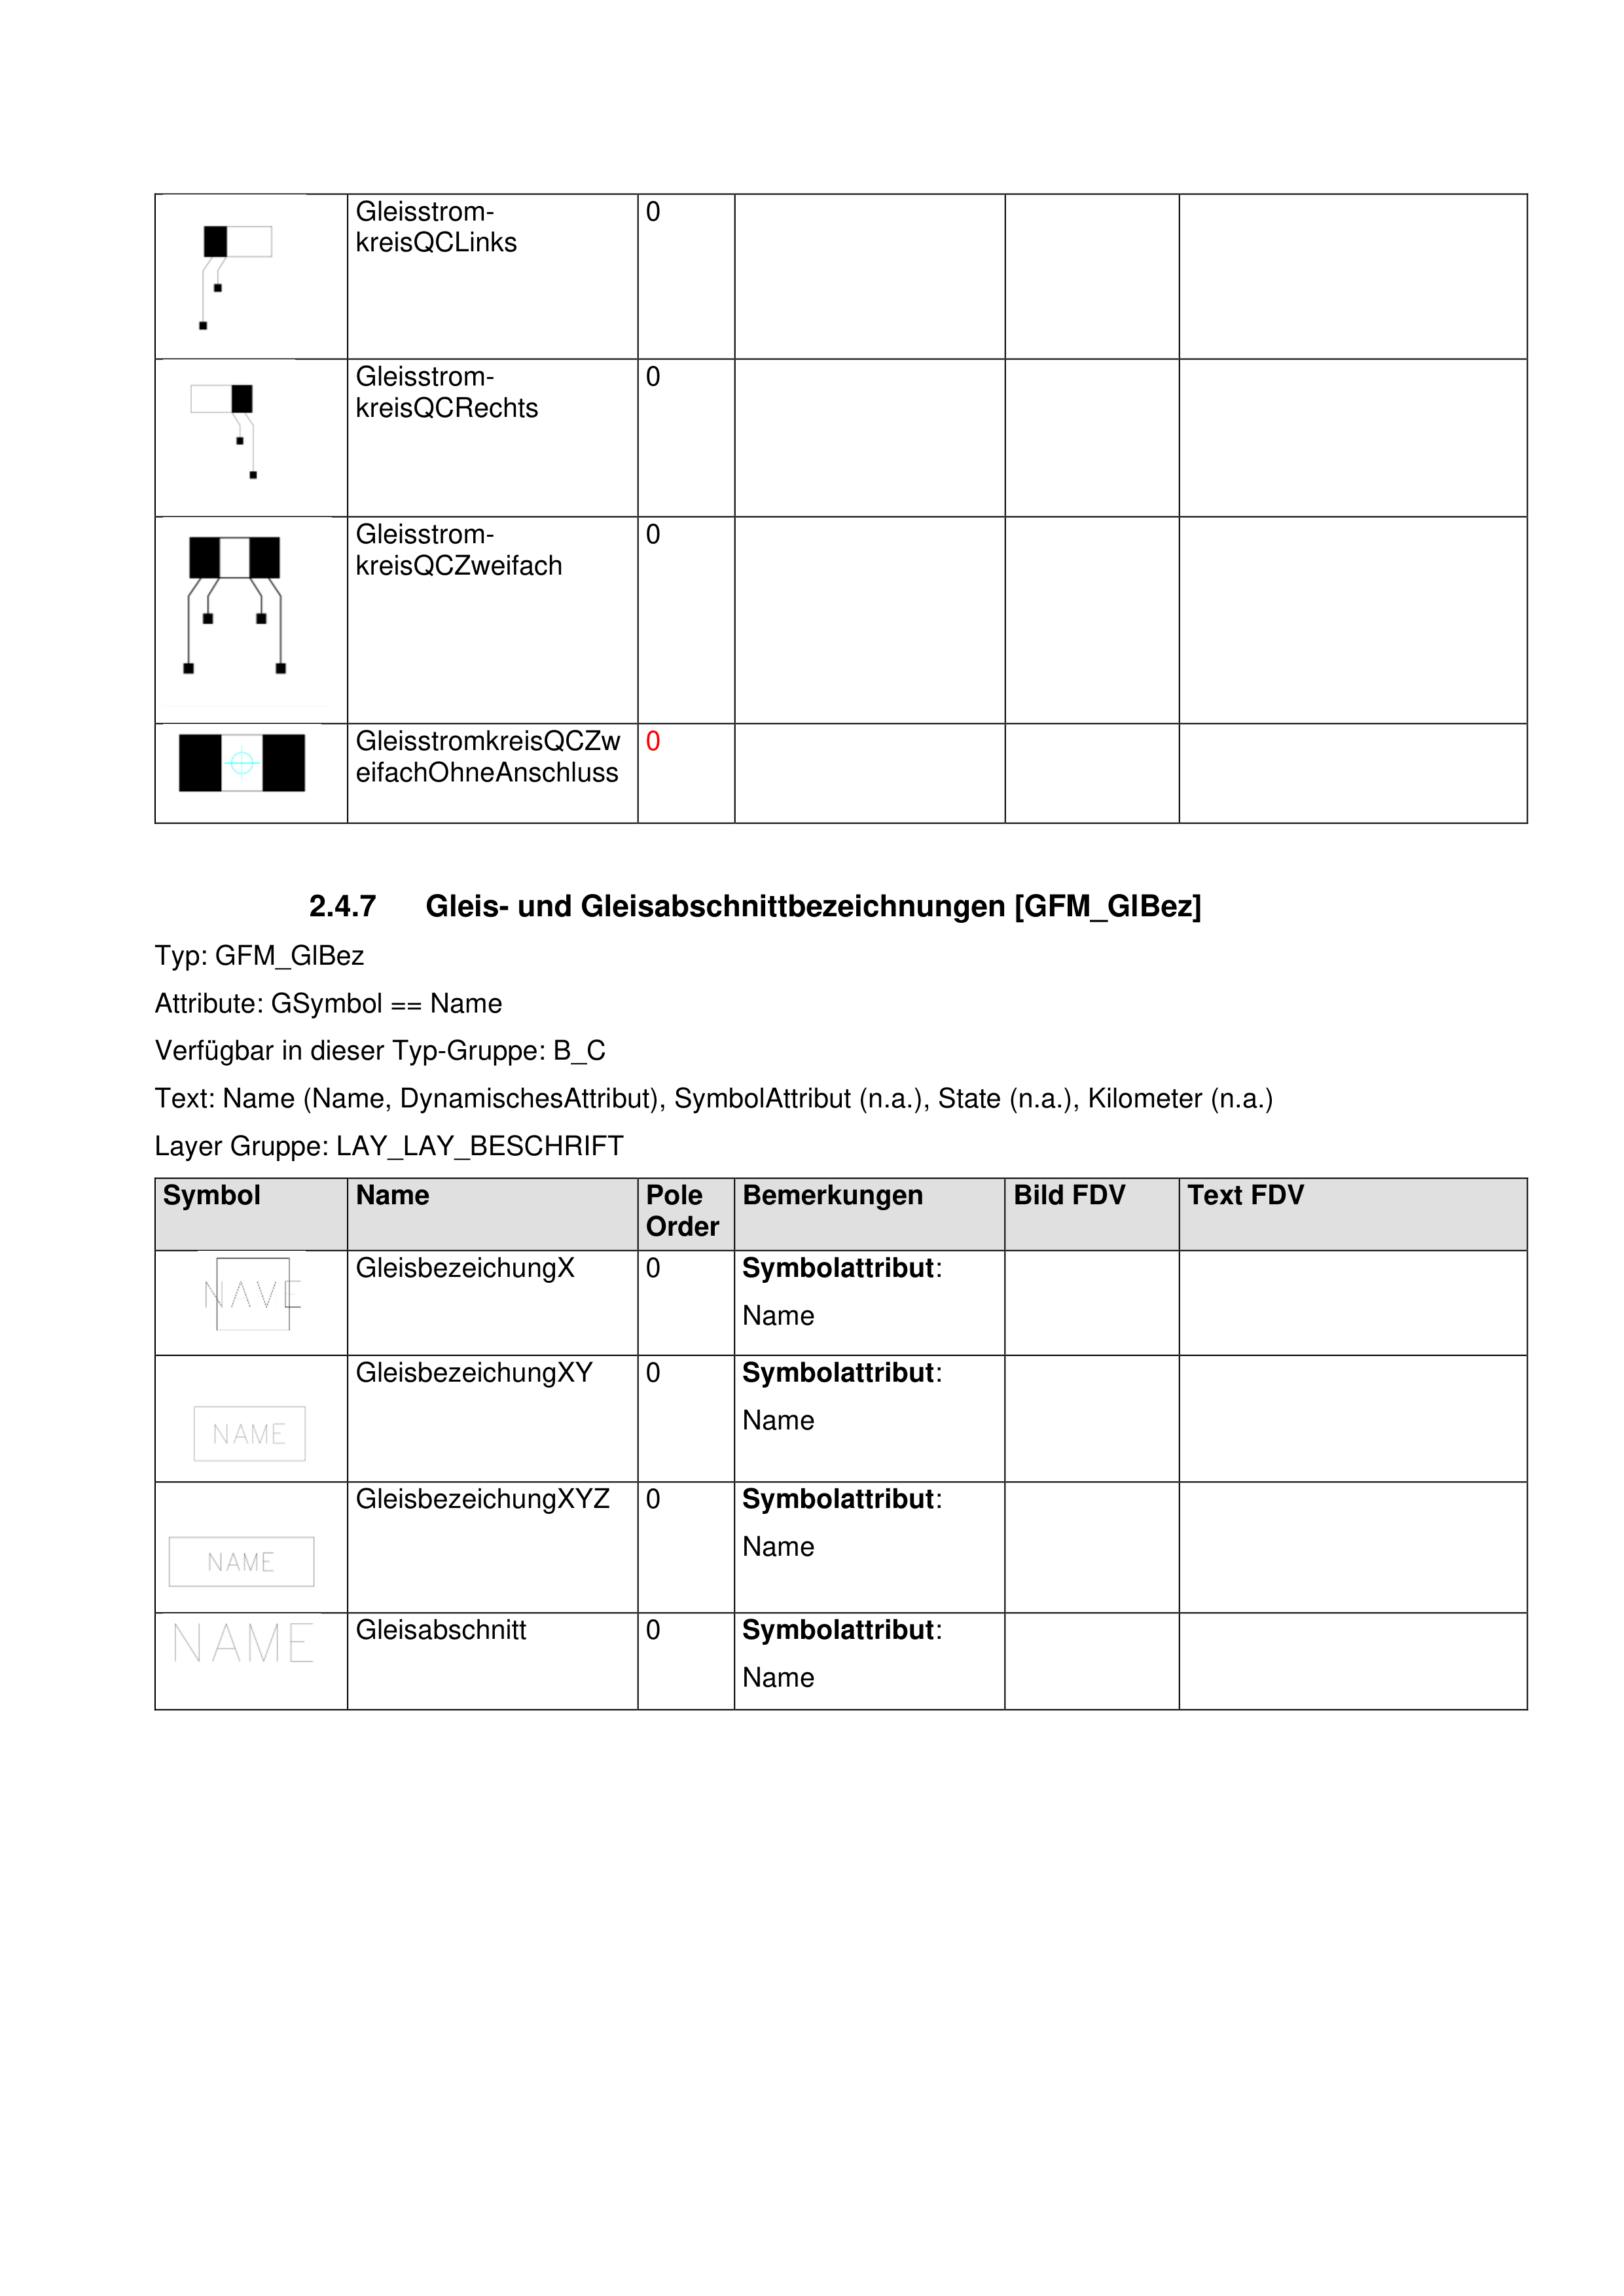 Gleisstrom-
kreisQCLinks
0
Gleisstrom-
kreisQCRechts
0
Gleisstrom-
kreisQCZweifach
0
GleisstromkreisQCZw
eifachOhneAnschluss
0
2.4.7 Gleis- und Gleisabschnittbezeichnungen [GFM_GlBez]
Typ: GFM_GlBez
Attribute: GSymbol == Name
Verfügbar in dieser Typ-Gruppe: B_C
Text: Name (Name, DynamischesAttribut), SymbolAttribut (n.a.), State (n.a.), Kilometer (n.a.)
Layer Gruppe: LAY_LAY_BESCHRIFT
Symbol Name Pole Bemerkungen Bild FDV Text FDV
Order
NAME GleisbezeichungX 0 Symbolattribut:
Name
GleisbezeichungXY 0 Symbolattribut:
Name
NAME
GleisbezeichungXYZ 0 Symbolattribut:
Name
NAME
NAME Gleisabschnitt 0 Symbolattribut:
Name